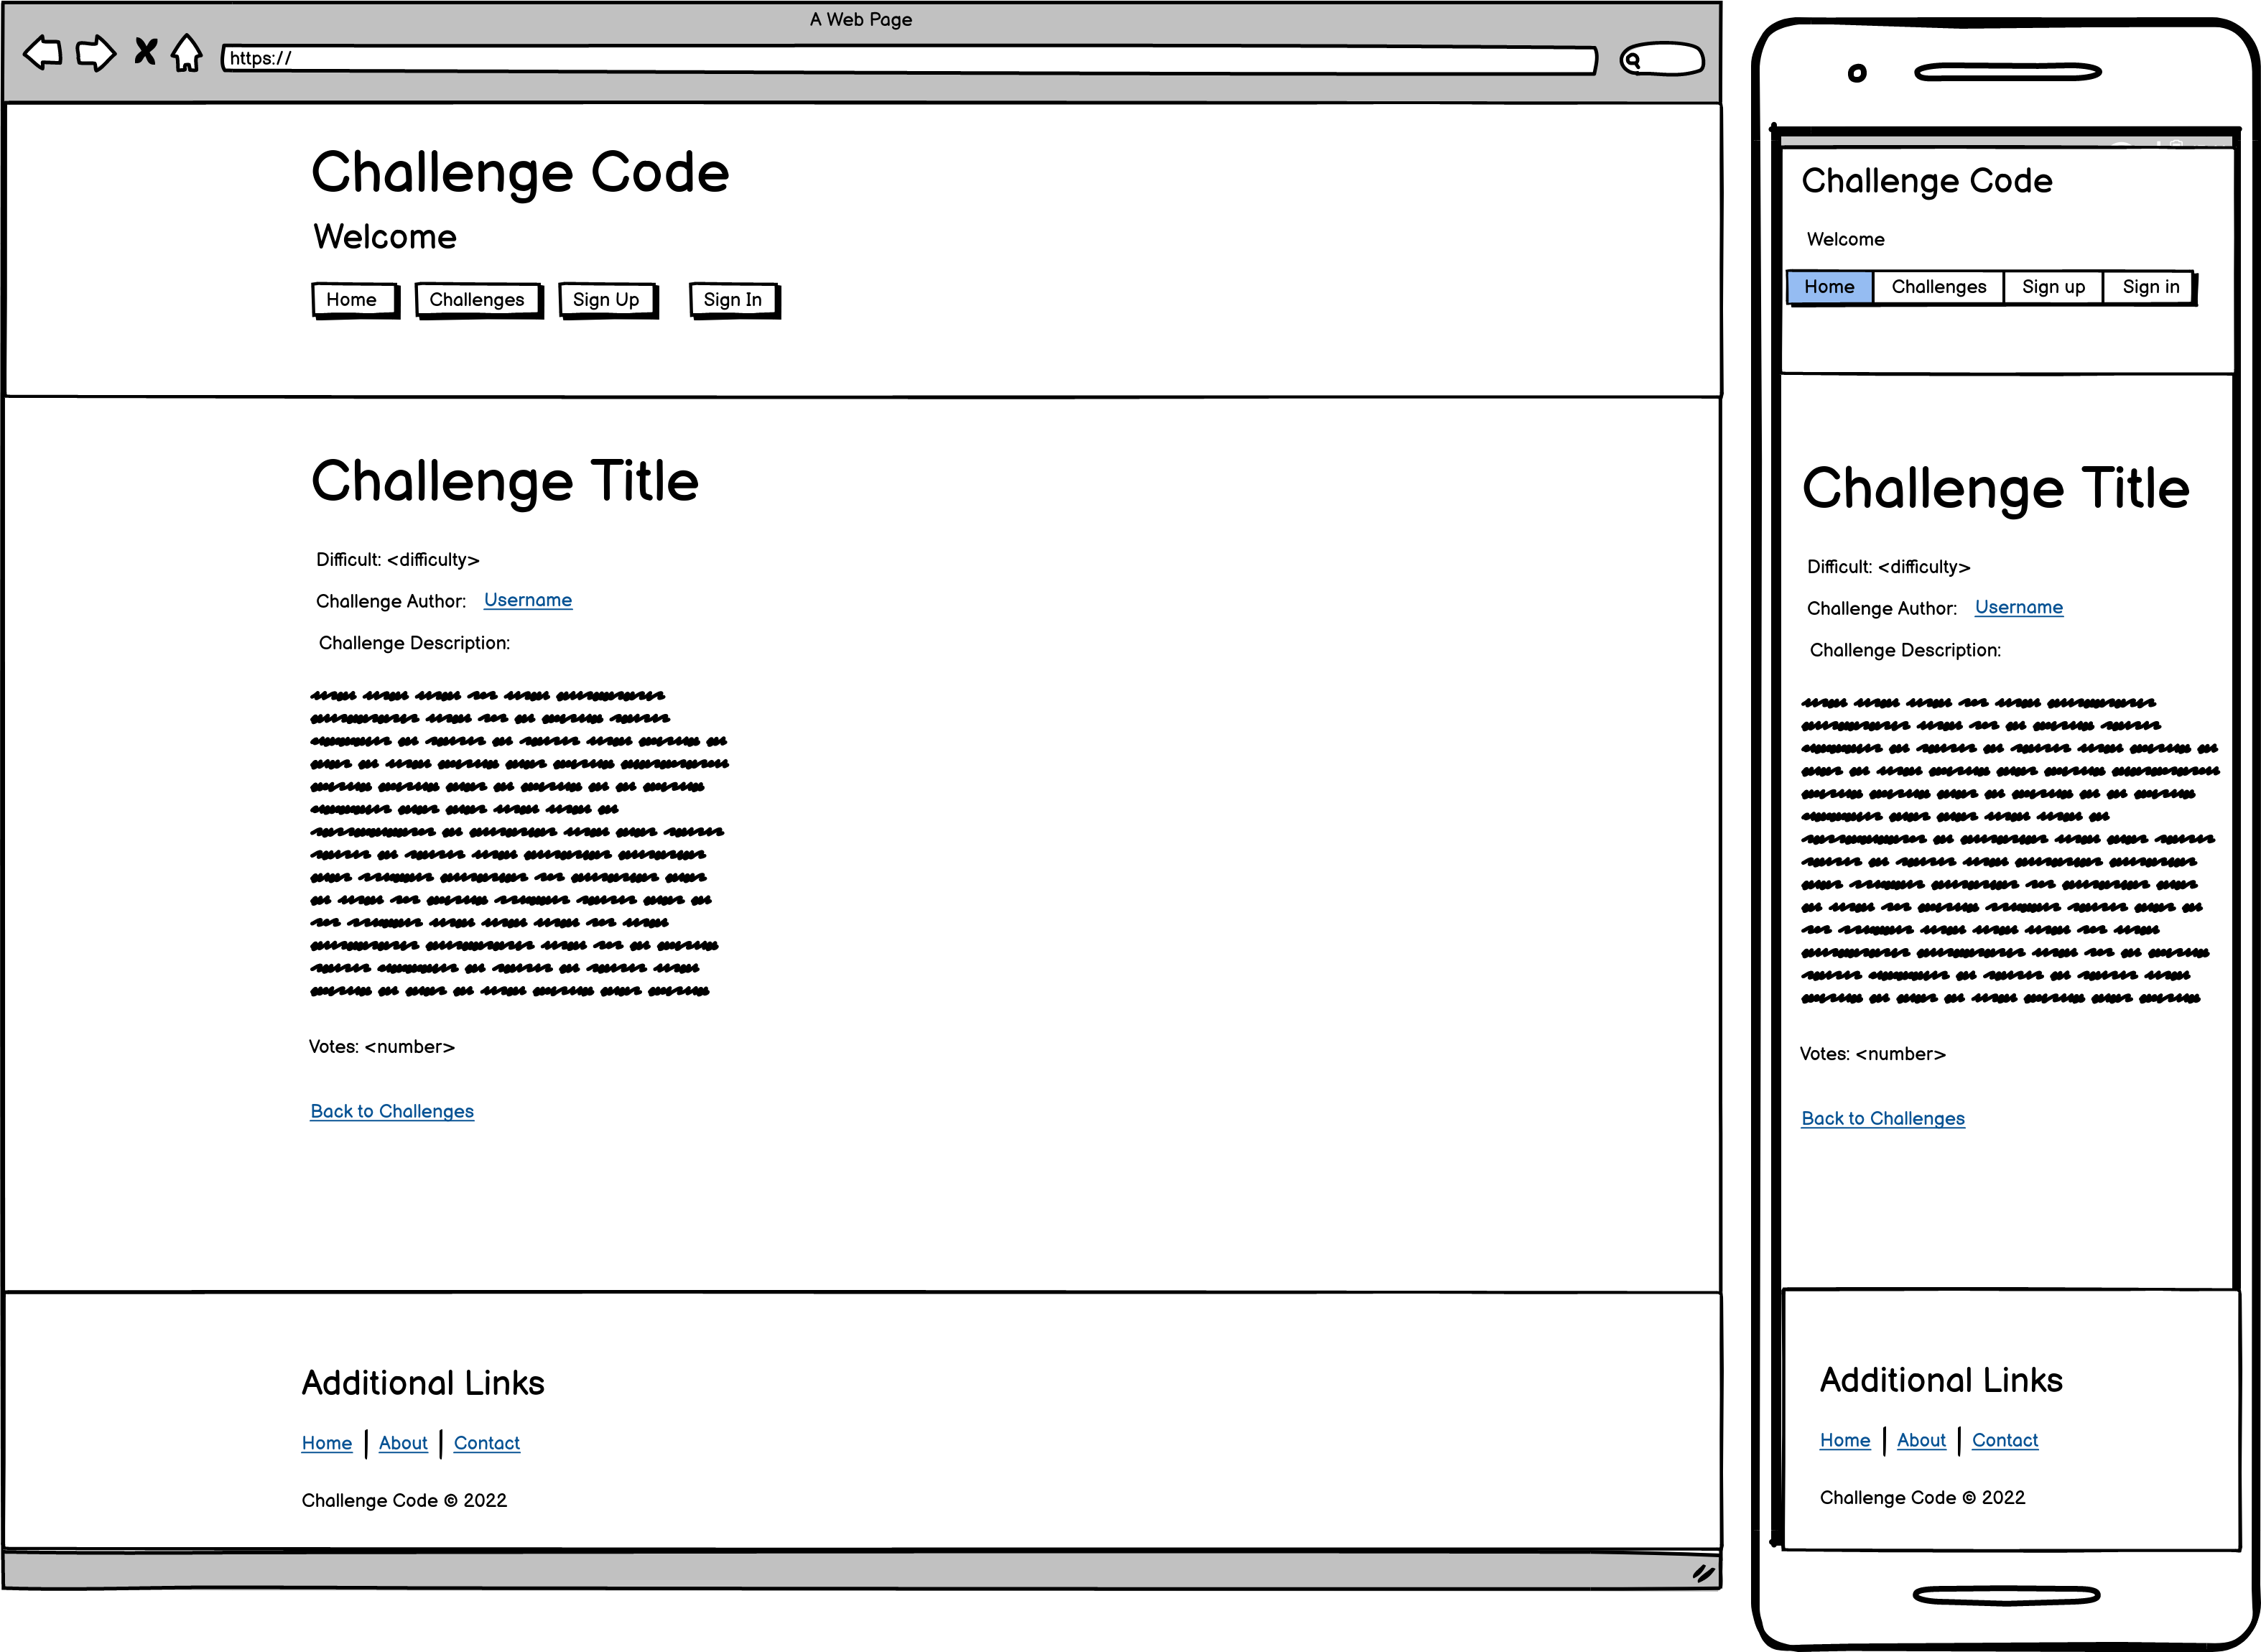 A Web Page
https://
Challenge Code
Welcome
Home Challenges Sign Up Sign In
Challenge Title
Difficult: <difficulty>
Challenge Author: Username
Challenge Description:
Votes: <number>
Back to Challenges
Additional Links
Home | About | Contact
Challenge Code © 2022
Challenge Code
Welcome
Home Challenges Sign up Sign in
Challenge Title
Difficult: <difficulty>
Challenge Author: Username
Challenge Description:
Votes: <number>
Back to Challenges
Additional Links
Home | About | Contact
Challenge Code © 2022